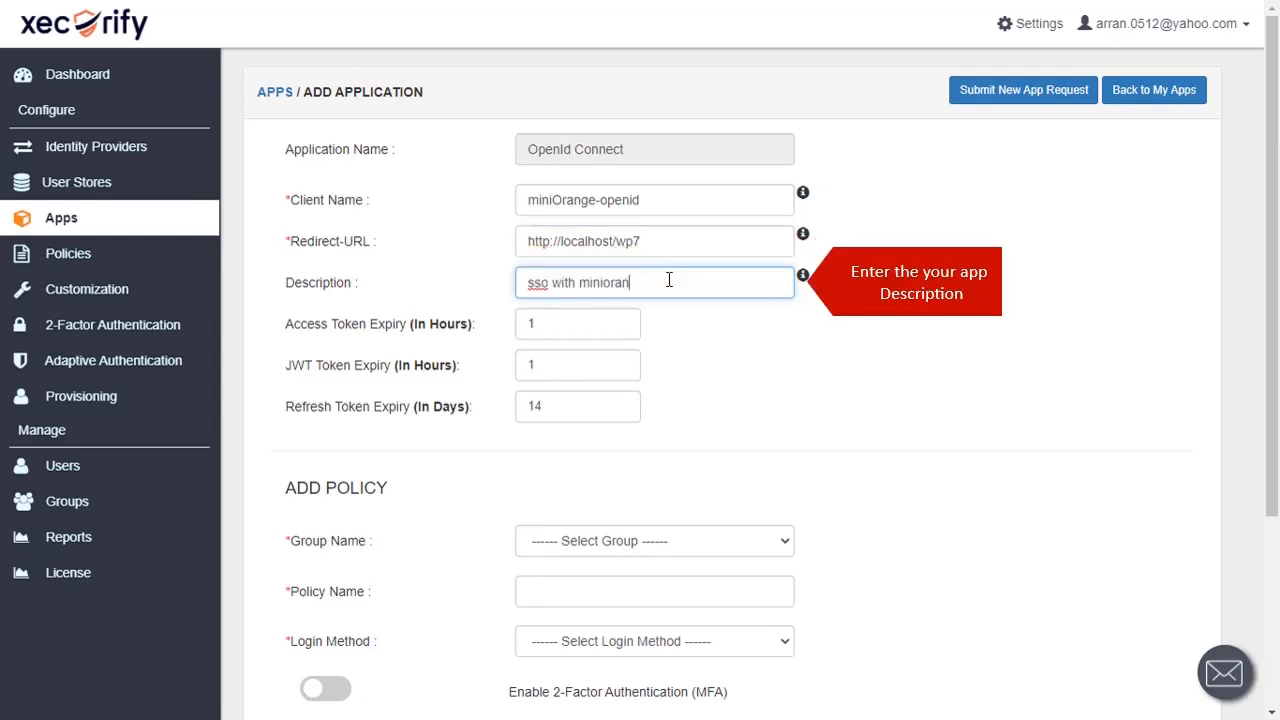 xecurify
Settings
arran.0512@yahoo.com
Dashboard
Configure
Identity Providers
User Stores
Apps
Policies
Customization
2-Factor Authentication
Adaptive Authentication
Provisioning
Manage
Users
Groups
Reports
License
APPS / ADD APPLICATION
Submit New App Request
Back to My Apps
Application Name : OpenId Connect
*Client Name : miniOrange-openid
*Redirect-URL : http://localhost/wp7
Description : sso with minioran
Enter the your app
Description
Access Token Expiry (In Hours): 1
JWT Token Expiry (In Hours): 1
Refresh Token Expiry (In Days): 14
ADD POLICY
*Group Name : ------ Select Group ------
*Policy Name :
*Login Method : ------ Select Login Method ------
Enable 2-Factor Authentication (MFA)